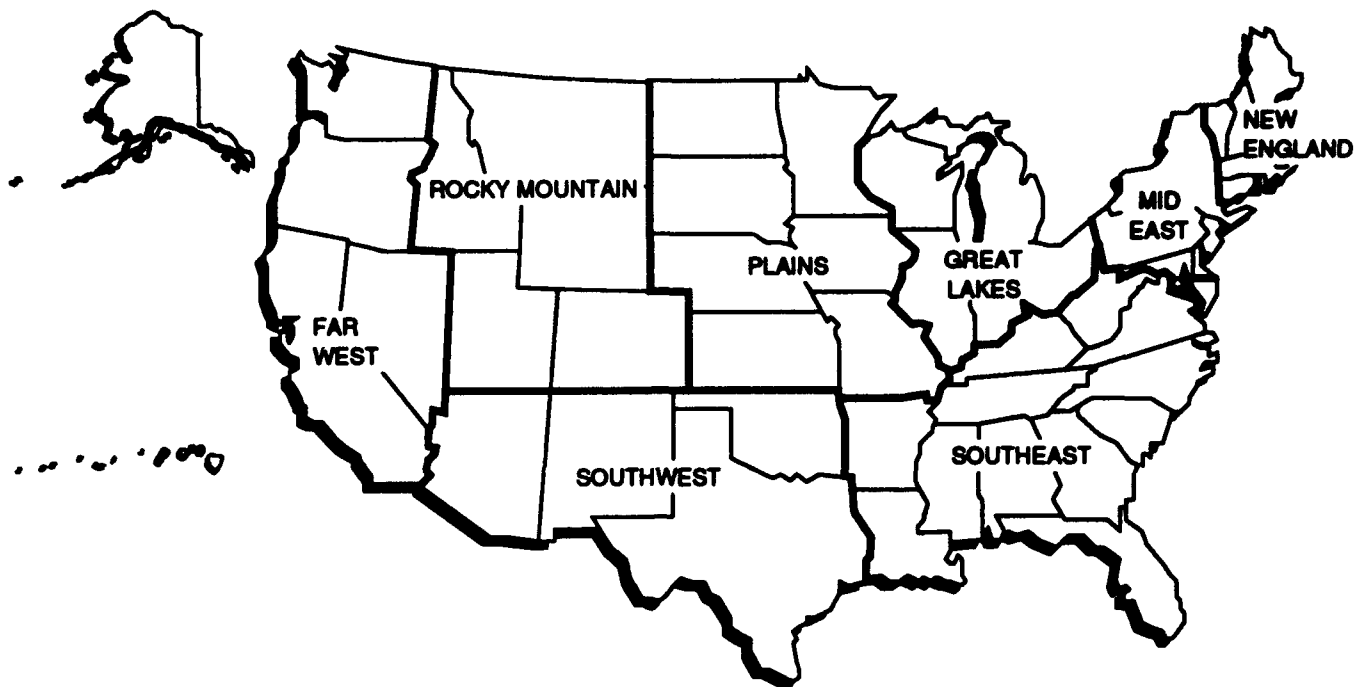 NEW
ENGLAND
ROCKY MOUNTAIN
MID
EAST
PLAINS
GREAT
LAKES
FAR
WEST
SOUTHEAST
SOUTHWEST